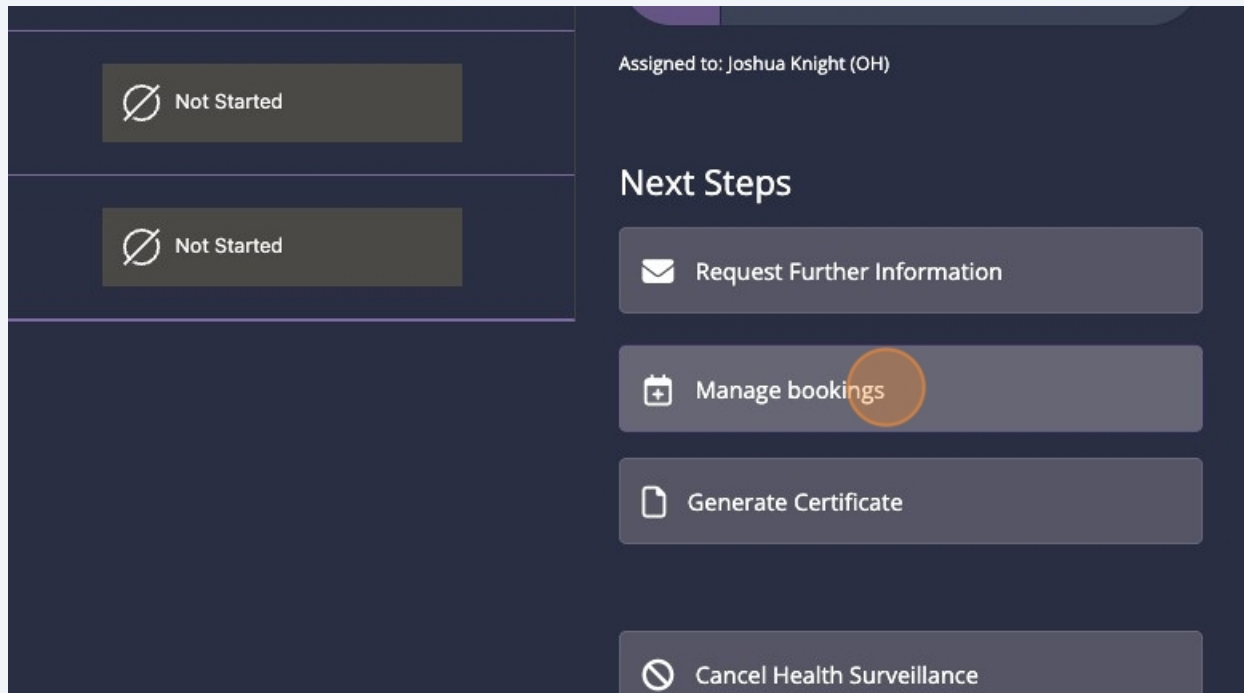 Not Started
Not Started
Assigned to: Joshua Knight (OH)
Next Steps
Request Further Information
Manage bookings
Generate Certificate
Cancel Health Surveillance